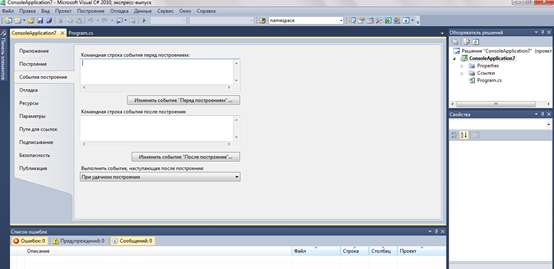 ConsoleApplication7 - Microsoft Visual C# 2010, экспресс-выпуск
Файл Правка Вид Проект Построение Отладка Данные Сервис Окно Справка
namespace
ConsoleApplication7 Program.cs
Приложение
Построение
События построения
Отладка
Ресурсы
Параметры
Пути для ссылок
Подписывание
Безопасность
Публикация
Командная строка события перед построением:
Изменить событие "Перед построением" ...
Командная строка события после построения:
Изменить событие "После построения"...
Выполнить событие, наступающее после построения:
При удачном построении
Обозреватель решений
Решение "ConsoleApplication7" (проект
ConsoleApplication7
Properties
Ссылки
Program.cs
Свойства
Список ошибок
Ошибок: 0 Предупреждений: 0 Сообщений: 0
Описание Файл Строка Столбец Проект